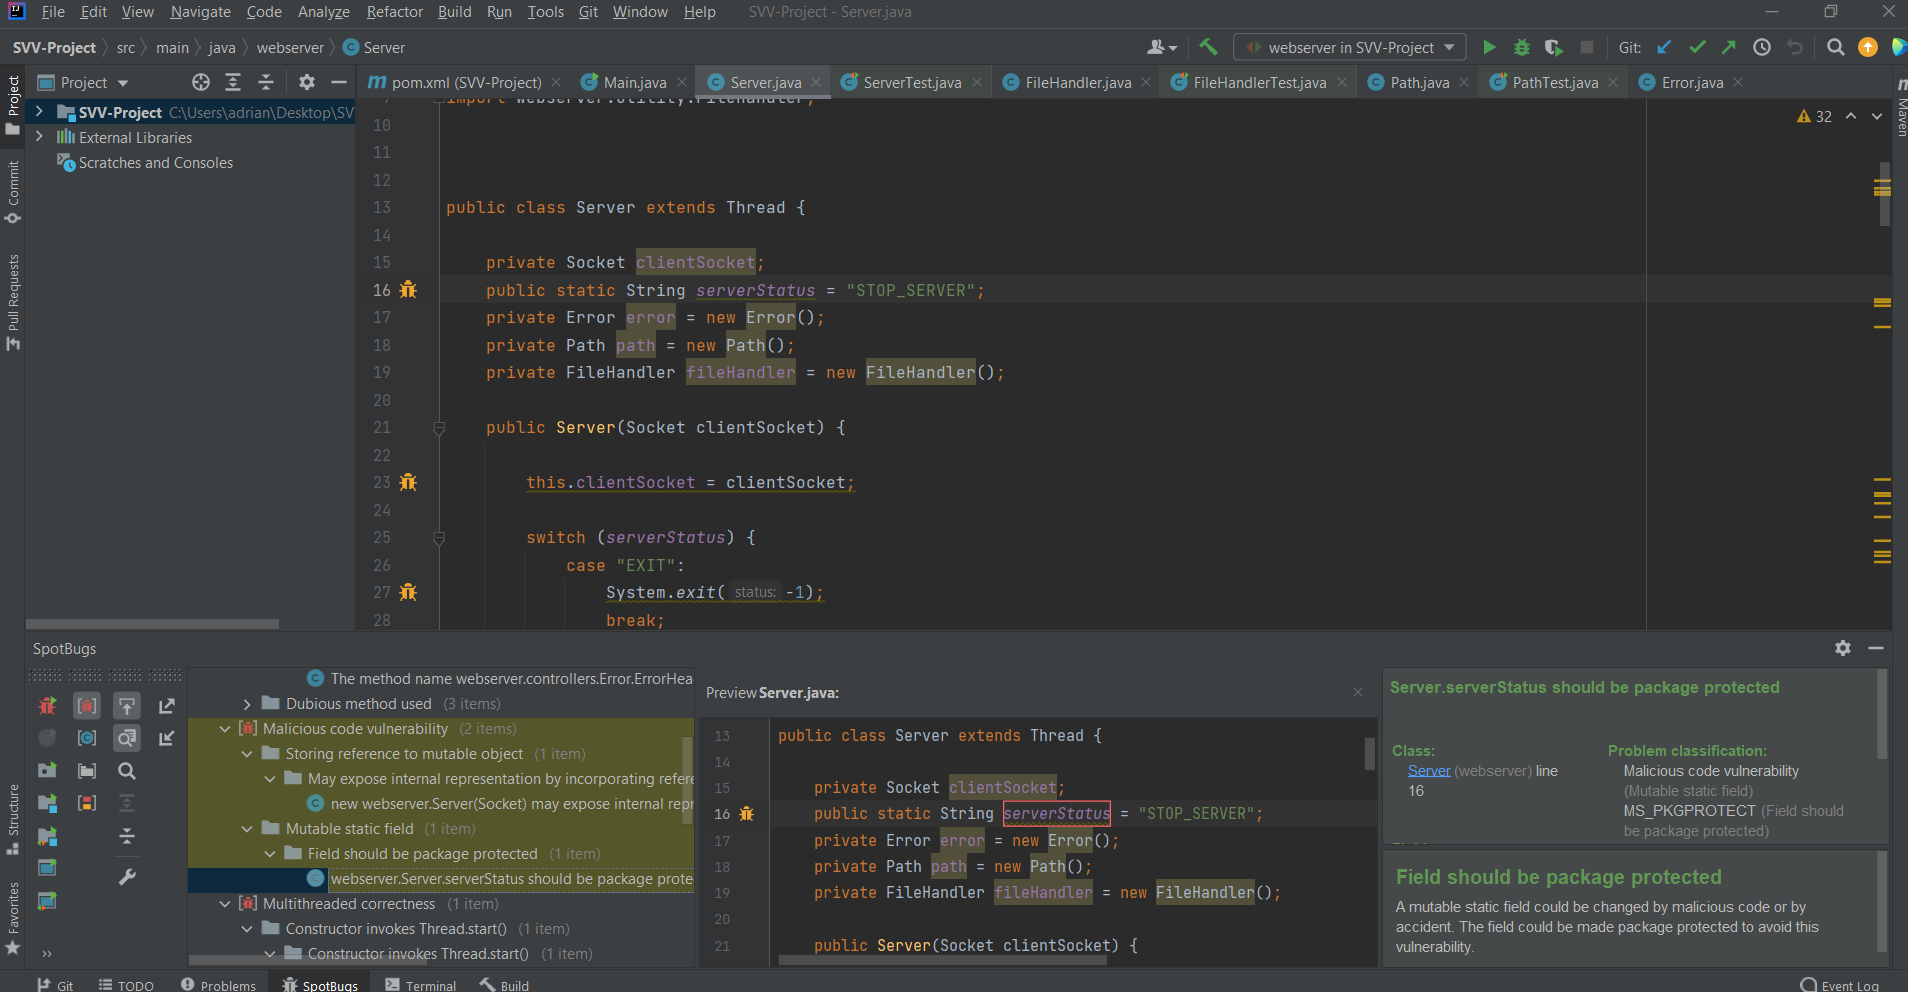 File Edit View Navigate Code Analyze Refactor Build Run Tools Git Window Help SVV-Project - Server.java
SVV-Project src main java webserver Server
webserver in SVV-Project Git:
Project
pom.xml (SVV-Project) Main.java Server.java ServerTest.java FileHandler.java FileHandlerTest.java Path.java PathTest.java Error.java
SVV-Project C:\Users\adrian\Desktop\SV
External Libraries
Scratches and Consoles
Project
Commit
Pull Requests
Structure
Favorites
Maven
32
import webserver.utility.FileHandler;
10
11
12
13 public class Server extends Thread {
14
15 private Socket clientSocket;
16 public static String serverStatus = "STOP_SERVER";
17 private Error error = new Error();
18 private Path path = new Path();
19 private FileHandler fileHandler = new FileHandler();
20
21 public Server(Socket clientSocket) {
22
23 this.clientSocket = clientSocket;
24
25 switch (serverStatus) {
26 case "EXIT":
27 System.exit( status: -1);
28 break;
SpotBugs
The method name webserver.controllers.Error.ErrorHea
Dubious method used (3 items)
Malicious code vulnerability (2 items)
Storing reference to mutable object (1 item)
May expose internal representation by incorporating refere
new webserver.Server(Socket) may expose internal repr
Mutable static field (1 item)
Field should be package protected (1 item)
webserver.Server.serverStatus should be package prote
Multithreaded correctness (1 item)
Constructor invokes Thread.start() (1 item)
Constructor invokes Thread.start() (1 item)
Preview Server.java:
13 public class Server extends Thread {
14
15 private Socket clientSocket;
16 public static String serverStatus = "STOP_SERVER";
17 private Error error = new Error();
18 private Path path = new Path();
19 private FileHandler fileHandler = new FileHandler();
20
21 public Server(Socket clientSocket) {
Server.serverStatus should be package protected
Class:
Server (webserver) line
16
Problem classification:
Malicious code vulnerability
(Mutable static field)
MS_PKGPROTECT (Field should
be package protected)
Field should be package protected
A mutable static field could be changed by malicious code or by
accident. The field could be made package protected to avoid this
vulnerability.
Git TODO Problems SpotBugs Terminal Build Event Log